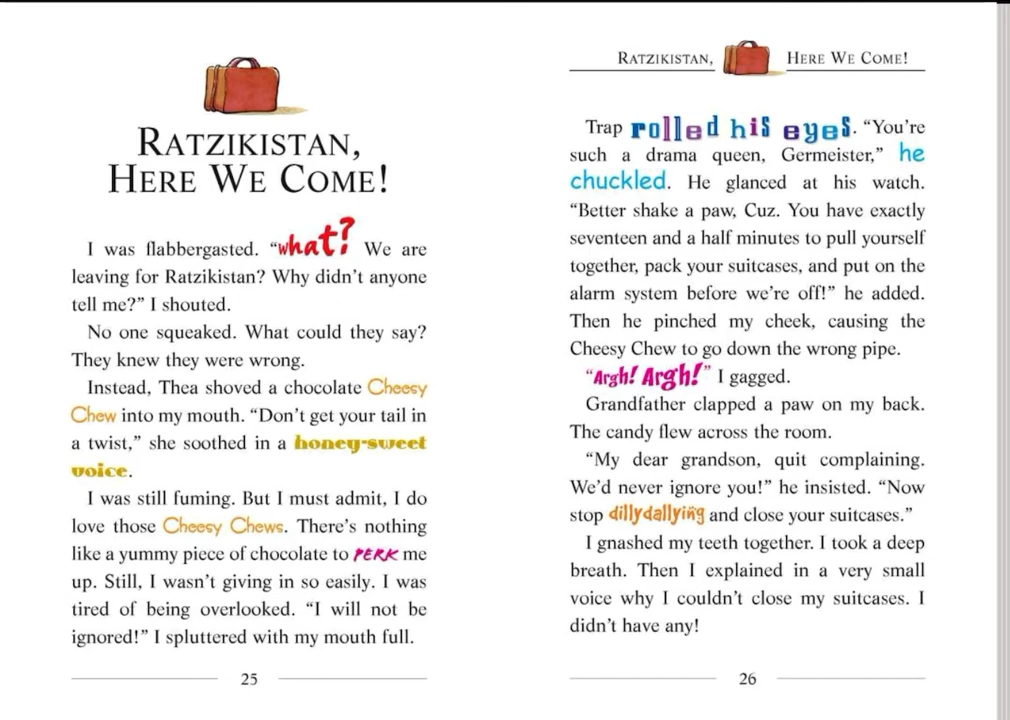 RATZIKISTAN,
HERE WE COME!
I was flabbergasted. “what? We are
leaving for Ratzikistan? Why didn’t anyone
tell me?” I shouted.
No one squeaked. What could they say?
They knew they were wrong.
Instead, Thea shoved a chocolate Cheesy
Chew into my mouth. “Don’t get your tail in
a twist,” she soothed in a honey-sweet
voice.
I was still fuming. But I must admit, I do
love those Cheesy Chews. There’s nothing
like a yummy piece of chocolate to PERK me
up. Still, I wasn’t giving in so easily. I was
tired of being overlooked. “I will not be
ignored!” I spluttered with my mouth full.
25
RATZIKISTAN, HERE WE COME!
Trap rolled his eyes. “You’re
such a drama queen, Germeister,” he
chuckled. He glanced at his watch.
“Better shake a paw, Cuz. You have exactly
seventeen and a half minutes to pull yourself
together, pack your suitcases, and put on the
alarm system before we’re off!” he added.
Then he pinched my cheek, causing the
Cheesy Chew to go down the wrong pipe.
“Argh! Argh!” I gagged.
Grandfather clapped a paw on my back.
The candy flew across the room.
“My dear grandson, quit complaining.
We’d never ignore you!” he insisted. “Now
stop dillydallying and close your suitcases.”
I gnashed my teeth together. I took a deep
breath. Then I explained in a very small
voice why I couldn’t close my suitcases. I
didn’t have any!
26